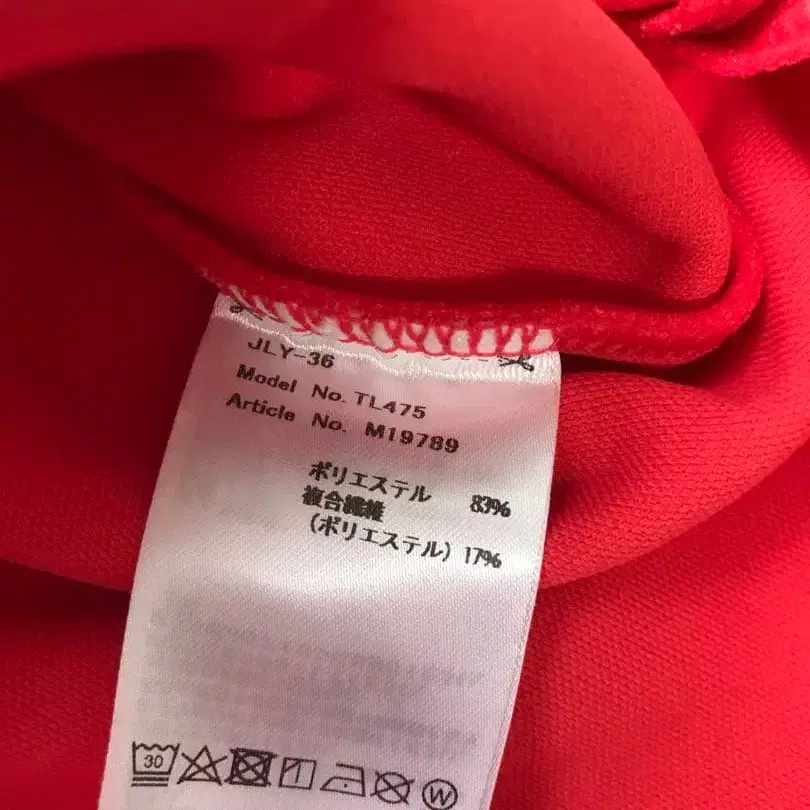 JLY-36
Model No. TL475
Article No. M19789
ポリエステル 83%
複合繊維
(ポリエステル) 17%
30
W